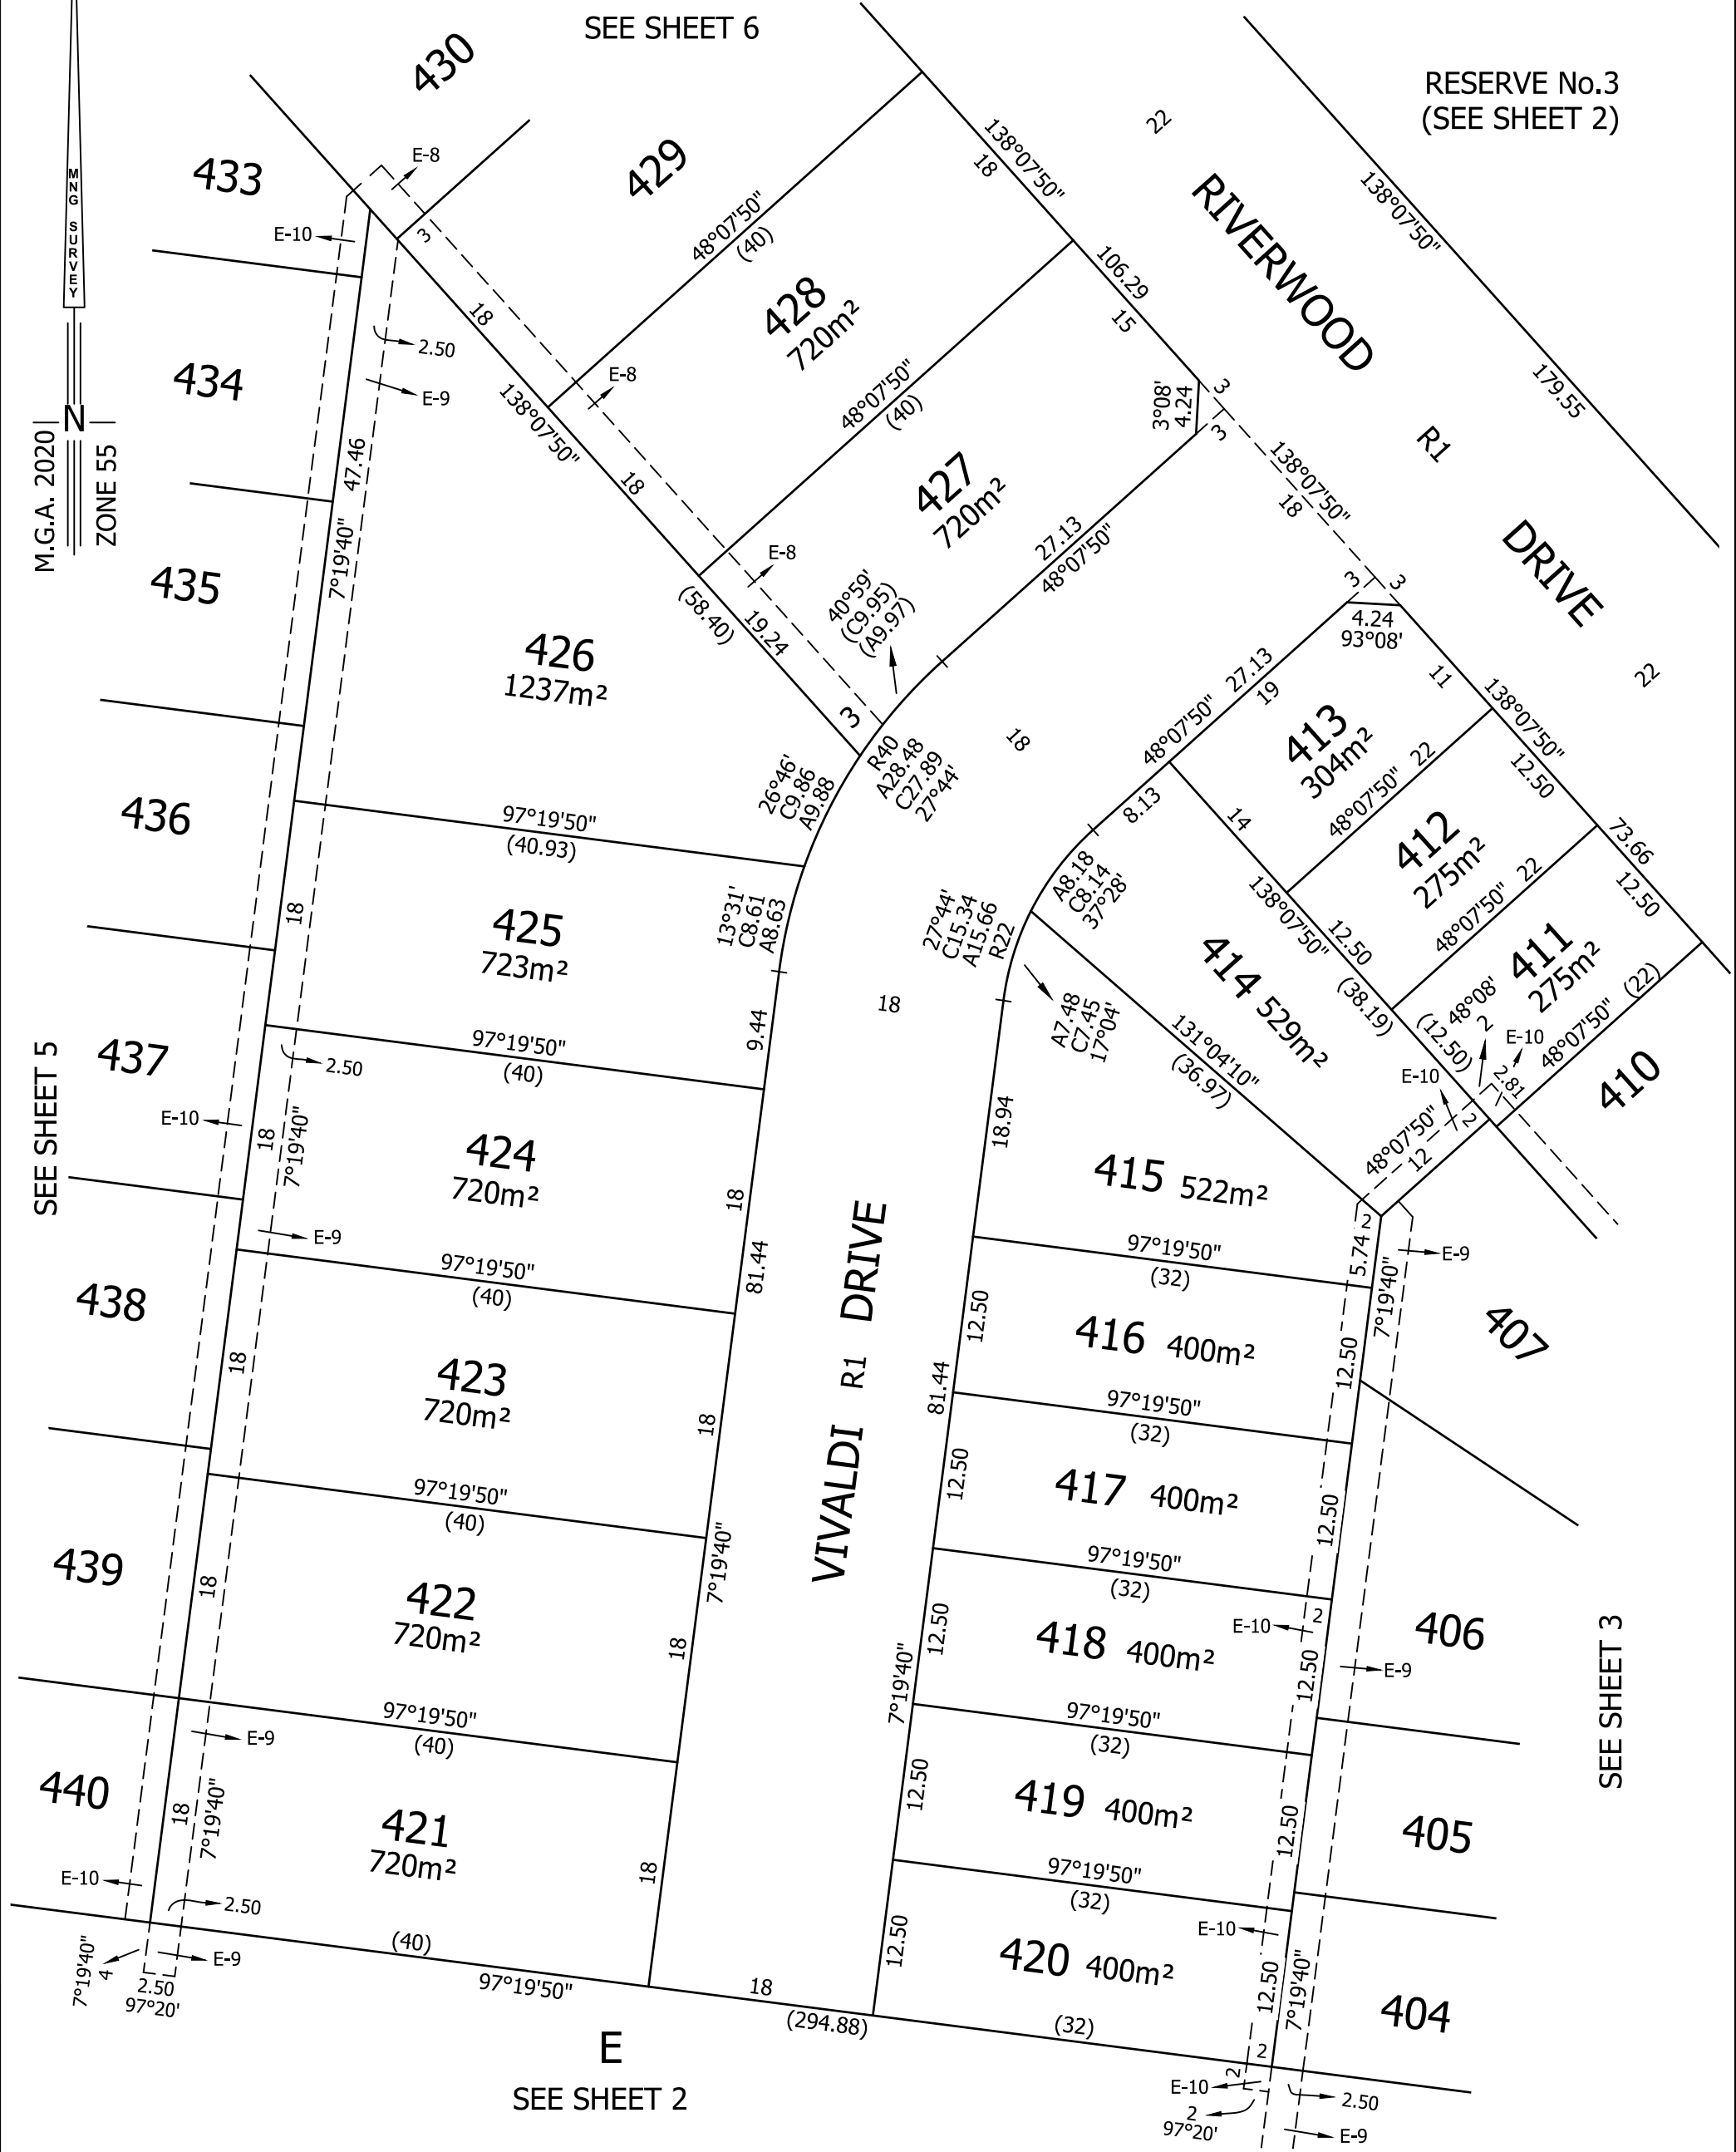 SEE SHEET 6
RESERVE No.3
(SEE SHEET 2)
MNG SURVEY
N
M.G.A. 2020
ZONE 55
SEE SHEET 5
SEE SHEET 3
430
433
E-8
E-10
3
2.50
E-9
434
47.46
7°19'40"
435
436
437
438
439
440
429
48°07'50"
(40)
18
138°07'50"
22
RIVERWOOD
R1
DRIVE
138°07'50"
179.55
22
428
720m²
18
138°07'50"
E-8
48°07'50"
(40)
106.29
15
427
720m²
18
E-8
3°08'
4.24
3
3
138°07'50"
18
27.13
48°07'50"
(58.40)
19.24
3
40°59'
(C9.95)
(A9.97)
426
1237m²
26°46'
C9.86
A9.88
R40
A28.48
C27.89
27°44'
18
97°19'50"
(40.93)
3
3
4.24
93°08'
48°07'50"
27.13
19
11
413
304m²
138°07'50"
12.50
48°07'50"
22
412
275m²
73.66
12.50
48°07'50"
22
411
275m²
8.13
14
138°07'50"
12.50
(38.19)
(12.50)
48°08'
2
E-10
2.81
48°07'50"
(22)
410
A8.18
C8.14
37°28'
27°44'
C15.34
A15.66
R22
A7.48
C7.45
17°04'
414 529m²
131°04'10"
(36.97)
E-10
2
48°07'50"
12
18
425
723m²
13°31'
C8.61
A8.63
9.44
18
97°19'50"
(40)
2.50
E-10
18
7°19'40"
424
720m²
18
81.44
E-9
97°19'50"
(40)
18
423
720m²
18
97°19'50"
(40)
18
422
720m²
7°19'40"
18
97°19'50"
(40)
E-9
18
7°19'40"
421
720m²
18
E-10
2.50
E-9
7°19'40"
4
2.50
97°20'
(40)
97°19'50"
18
(294.88)
VIVALDI R1 DRIVE
18.94
415 522m²
2
5.74
7°19'40"
E-9
97°19'50"
(32)
407
12.50
416 400m²
12.50
81.44
97°19'50"
(32)
12.50
417 400m²
12.50
97°19'50"
(32)
12.50
418 400m²
E-10
2
12.50
E-9
406
7°19'40"
97°19'50"
(32)
12.50
419 400m²
12.50
405
97°19'50"
(32)
12.50
420 400m²
E-10
12.50
7°19'40"
404
(32)
2
2
E-10
2
97°20'
2.50
E-9
E
SEE SHEET 2